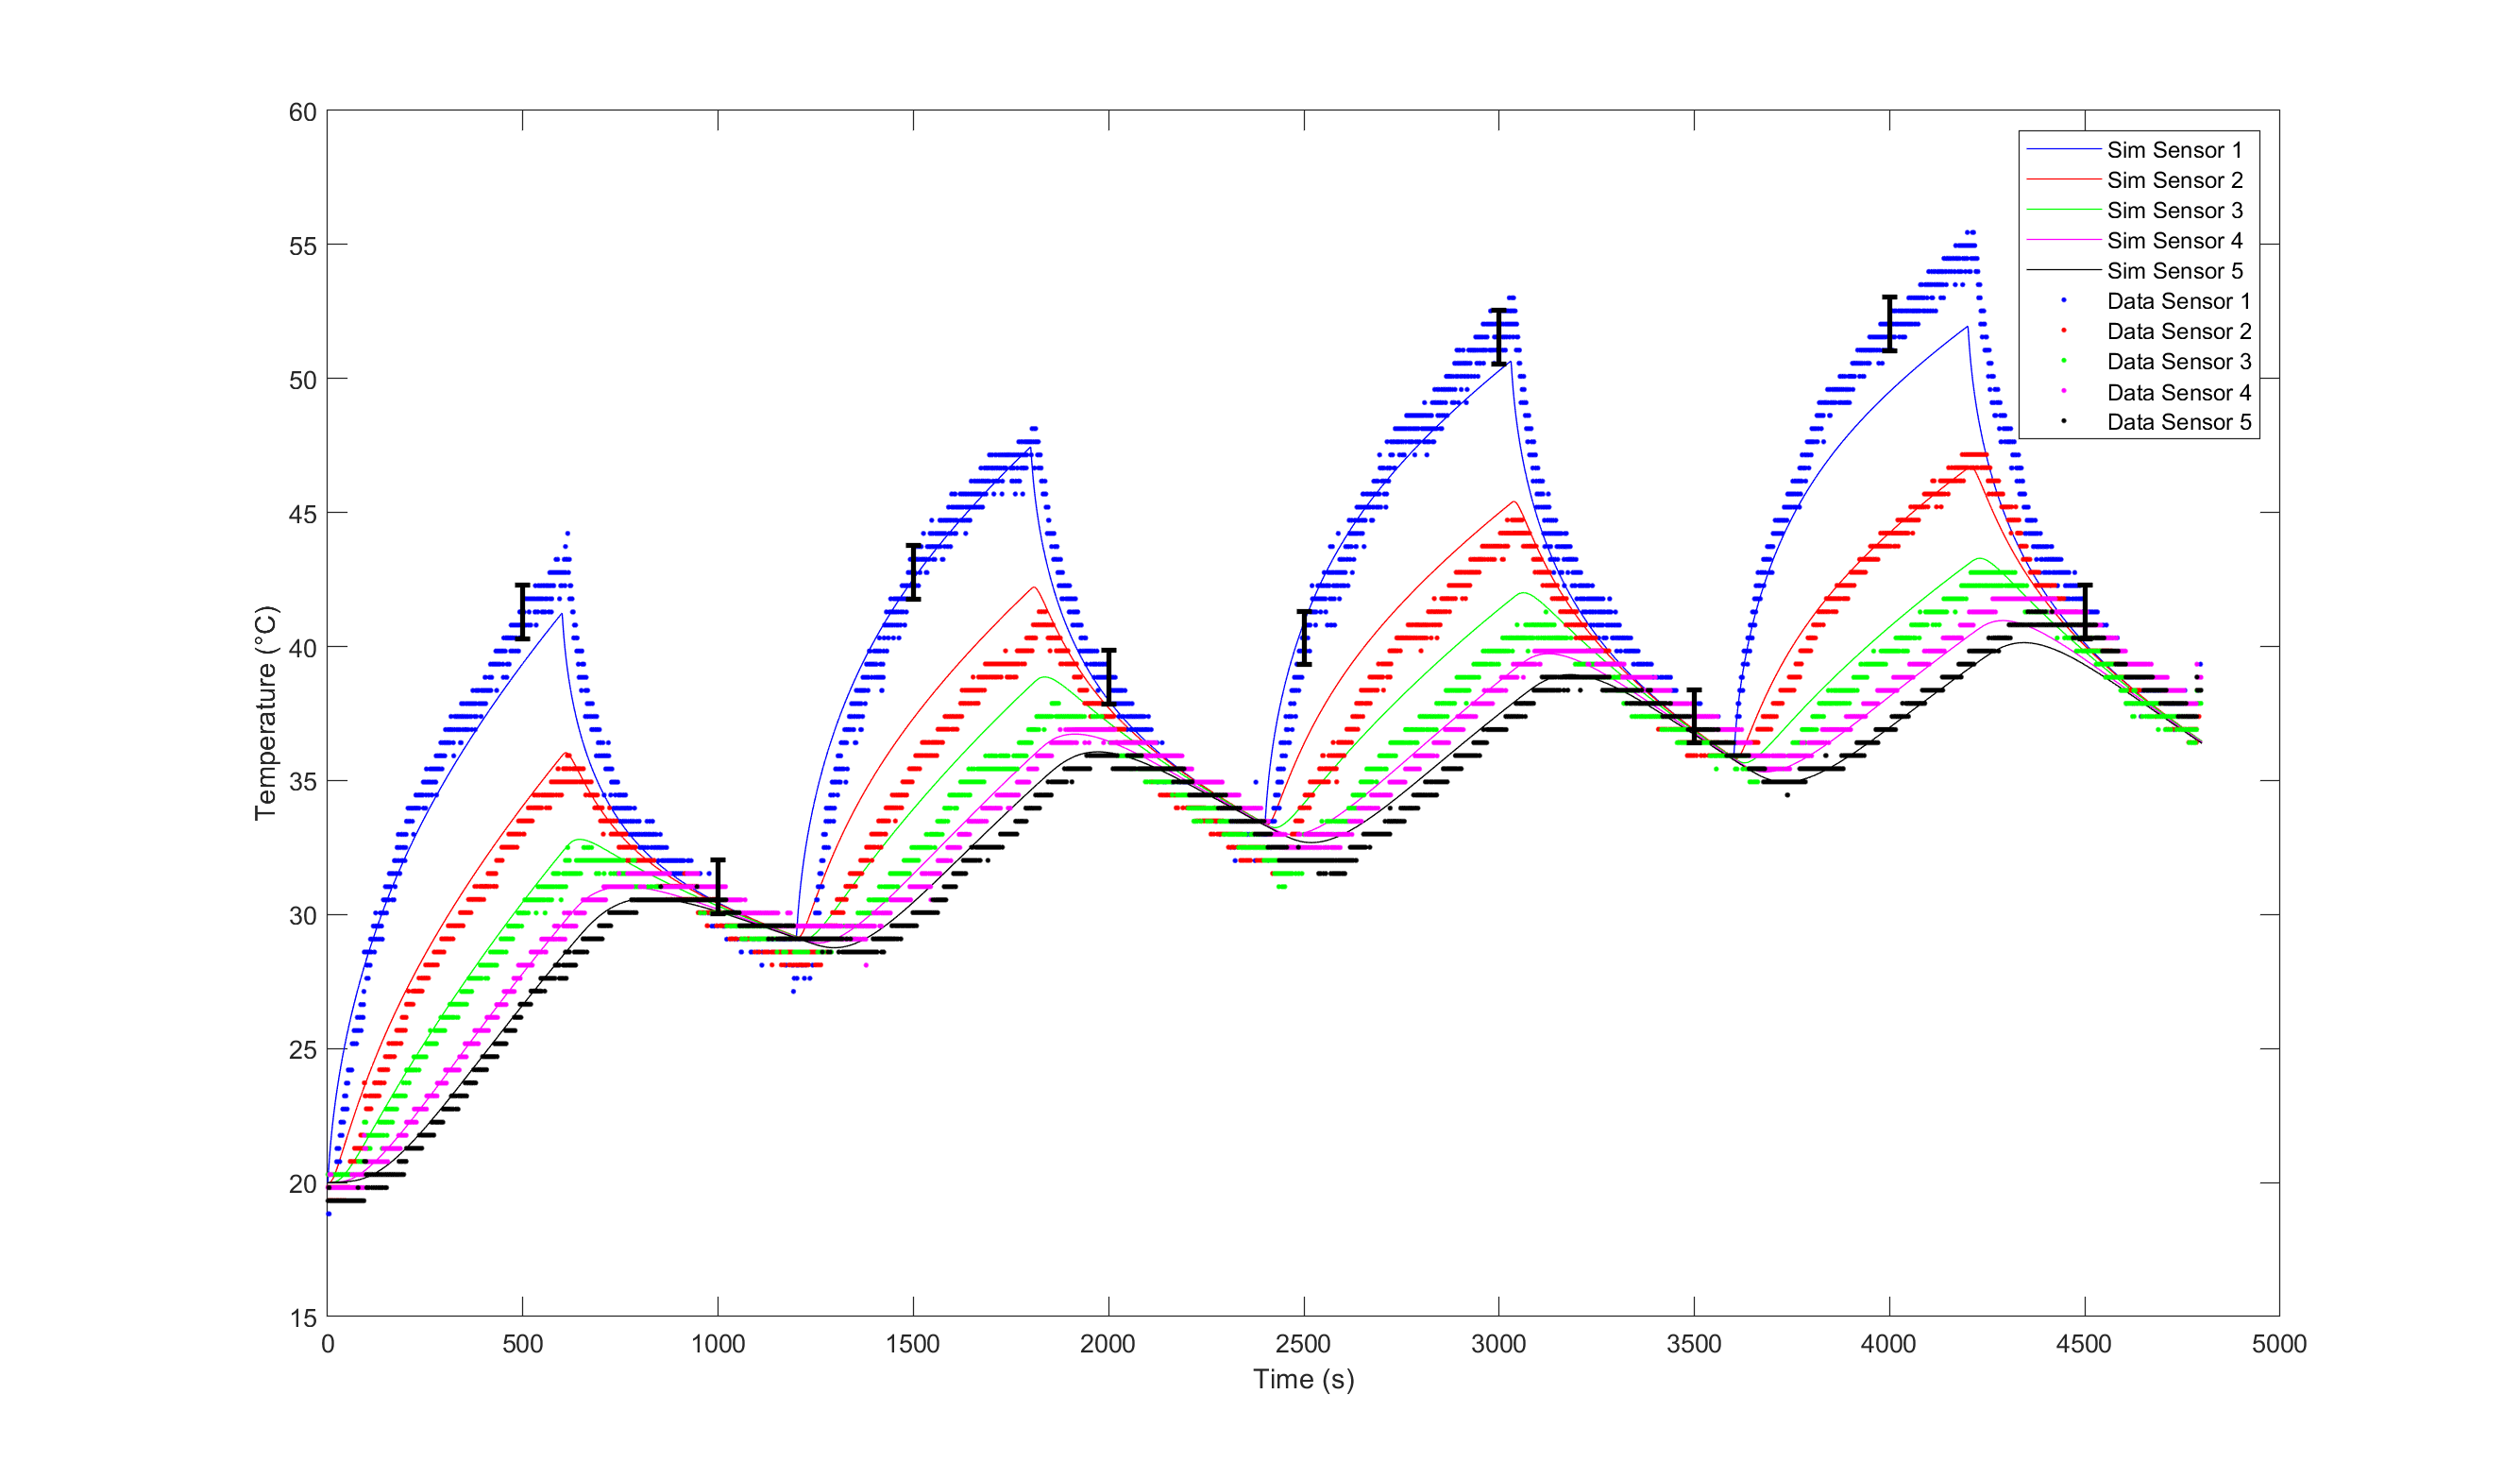 60
55
50
45
40
35
30
25
20
15
Temperature (°C)
0 500 1000 1500 2000 2500 3000 3500 4000 4500 5000
Time (s)
Sim Sensor 1
Sim Sensor 2
Sim Sensor 3
Sim Sensor 4
Sim Sensor 5
Data Sensor 1
Data Sensor 2
Data Sensor 3
Data Sensor 4
Data Sensor 5